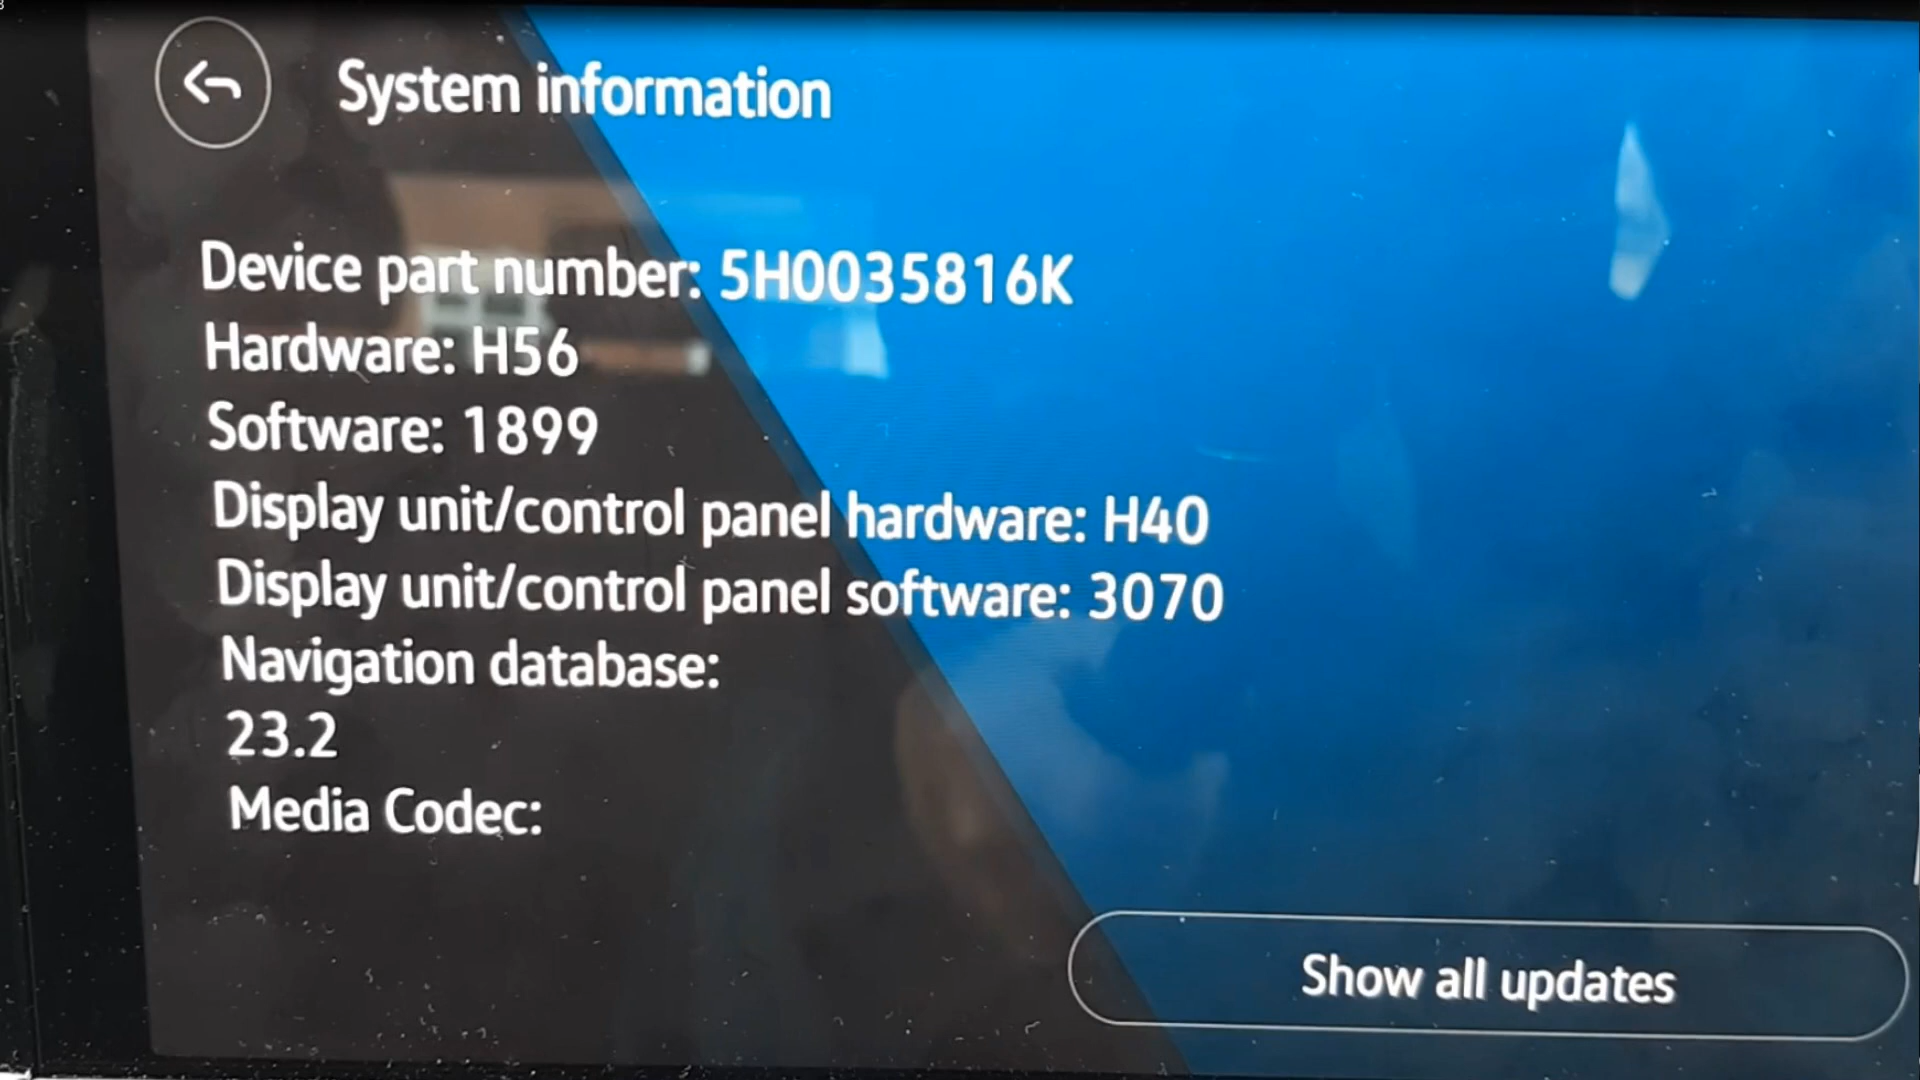 System information
Device part number: 5H0035816K
Hardware: H56
Software: 1899
Display unit/control panel hardware: H40
Display unit/control panel software: 3070
Navigation database:
23.2
Media Codec:
Show all updates